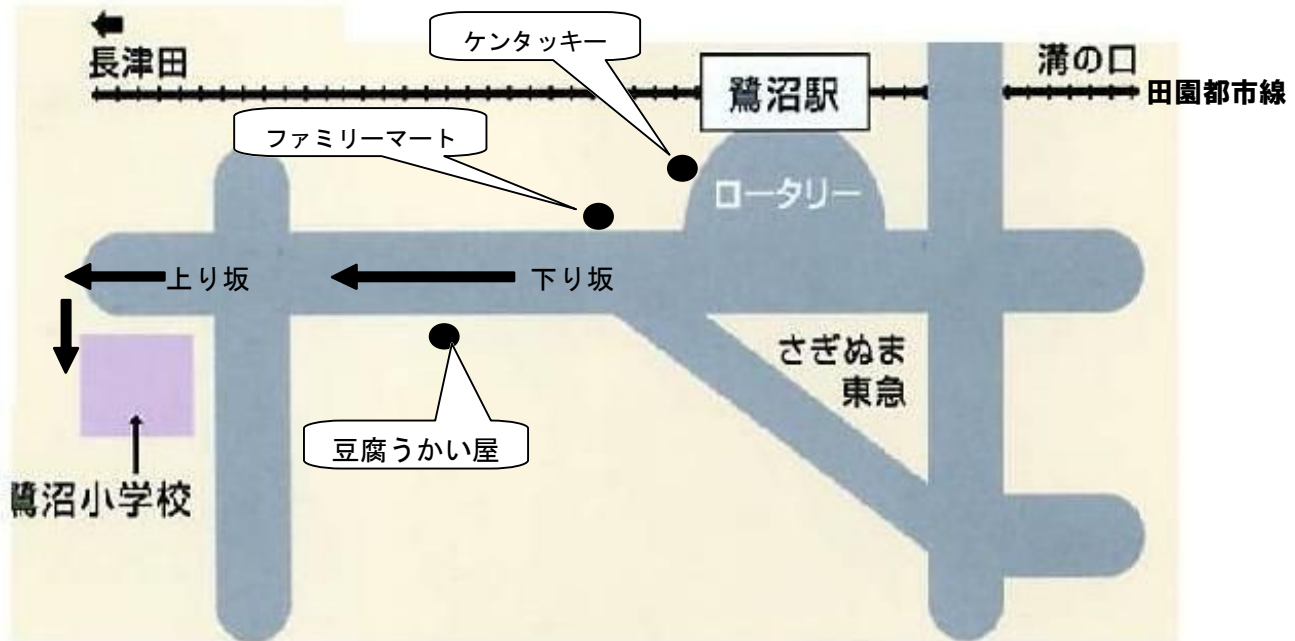 長津田
ケンタッキー
溝の口
鷺沼駅
田園都市線
ファミリーマート
ロータリー
上り坂
下り坂
さぎぬま
東急
豆腐うかい屋
鷺沼小学校